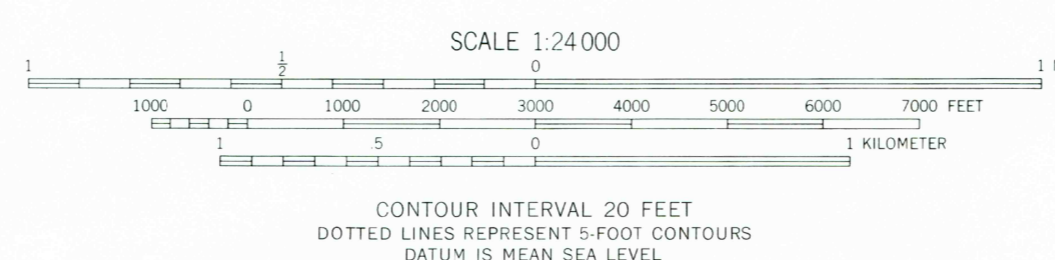 SCALE 1:24 000
1 1/2 0 1
1000 0 1000 2000 3000 4000 5000 6000 7000 FEET
1 .5 0 1 KILOMETER
CONTOUR INTERVAL 20 FEET
DOTTED LINES REPRESENT 5-FOOT CONTOURS
DATUM IS MEAN SEA LEVEL